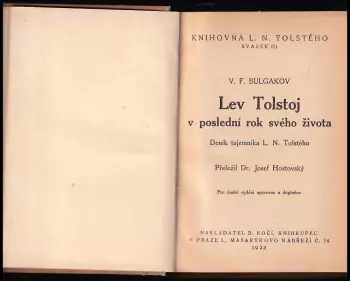 KNIHOVNA L. N. TOLSTÉHO
SVAZEK III.
V. F. BULGAKOV
Lev Tolstoj
v poslední rok svého života
Deník tajemníka L. N. Tolstého
Přeložil Dr. Josef Hostovský
Pro české vydání upraveno a doplněno
NAKLADATEL B. KOČÍ, KNIHKUPEC
V PRAZE I., MASARYKOVO NÁBŘEŽÍ Č. 14